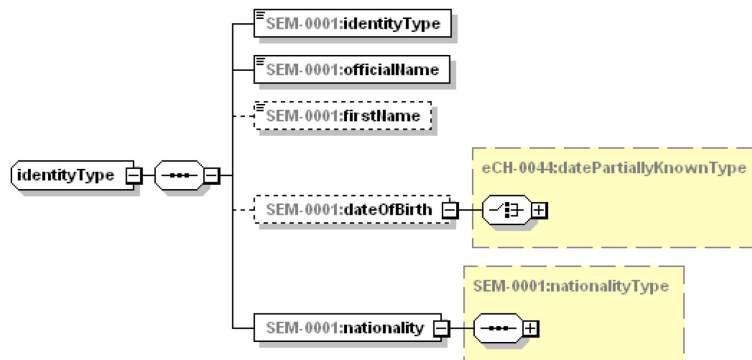 SEM-0001:identityType
SEM-0001:officialName
SEM-0001:firstName
identityType
eCH-0044:datePartiallyKnownType
SEM-0001:dateOfBirth
SEM-0001:nationalityType
SEM-0001:nationality